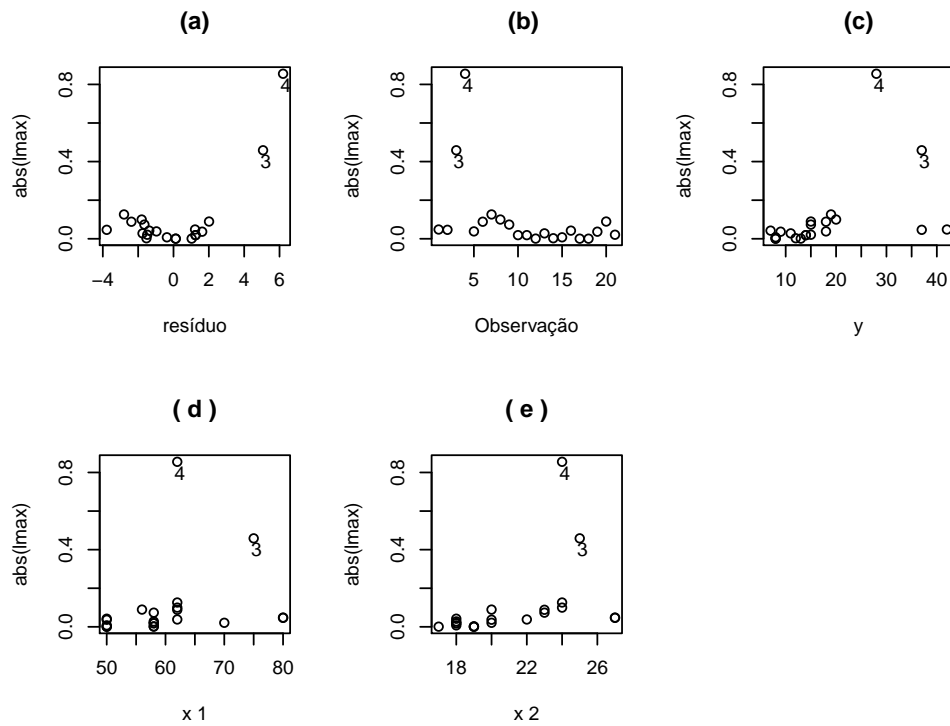 (a)
abs(lmax)
0.0 0.4 0.8
4
3
−4 0 2 4 6
resíduo
(b)
abs(lmax)
0.0 0.4 0.8
4
3
5 10 15 20
Observação
(c)
abs(lmax)
0.0 0.4 0.8
4
3
10 20 30 40
y
( d )
abs(lmax)
0.0 0.4 0.8
4
3
50 60 70 80
x 1
( e )
abs(lmax)
0.0 0.4 0.8
4
3
18 22 26
x 2